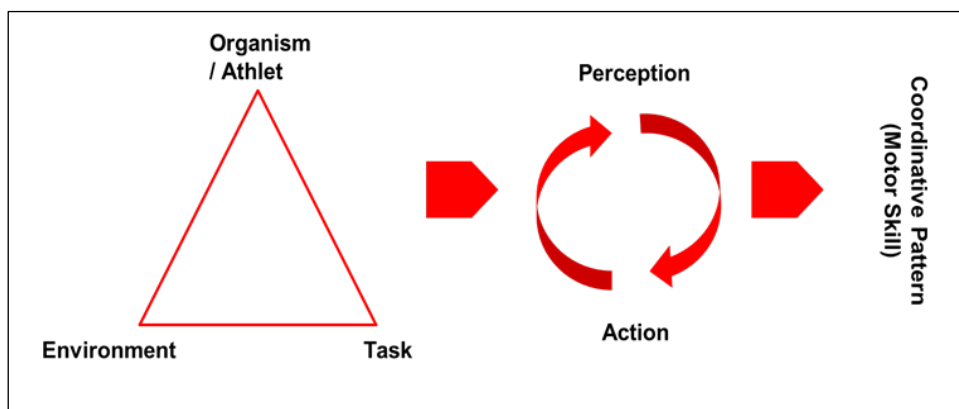 Organism
/ Athlet
Environment
Task
Perception
Action
Coordinative Pattern
(Motor Skill)